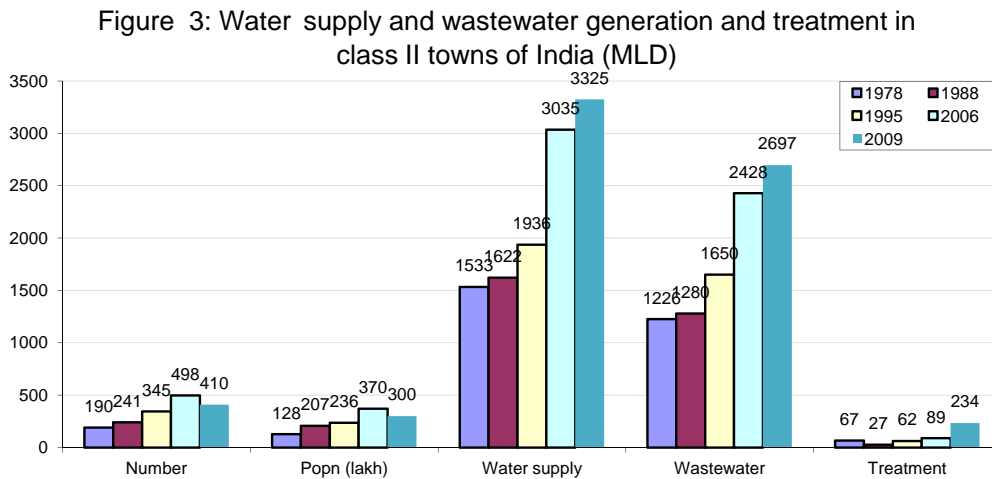 Figure 3: Water supply and wastewater generation and treatment in
class II towns of India (MLD)
3500
3000
2500
2000
1500
1000
500
0
1978 1988
1995 2006
2009
190 241 345 498 410
128 207 236 370 300
1533 1622 1936 3035 3325
1226 1280 1650 2428 2697
67 27 62 89 234
Number Popn (lakh) Water supply Wastewater Treatment